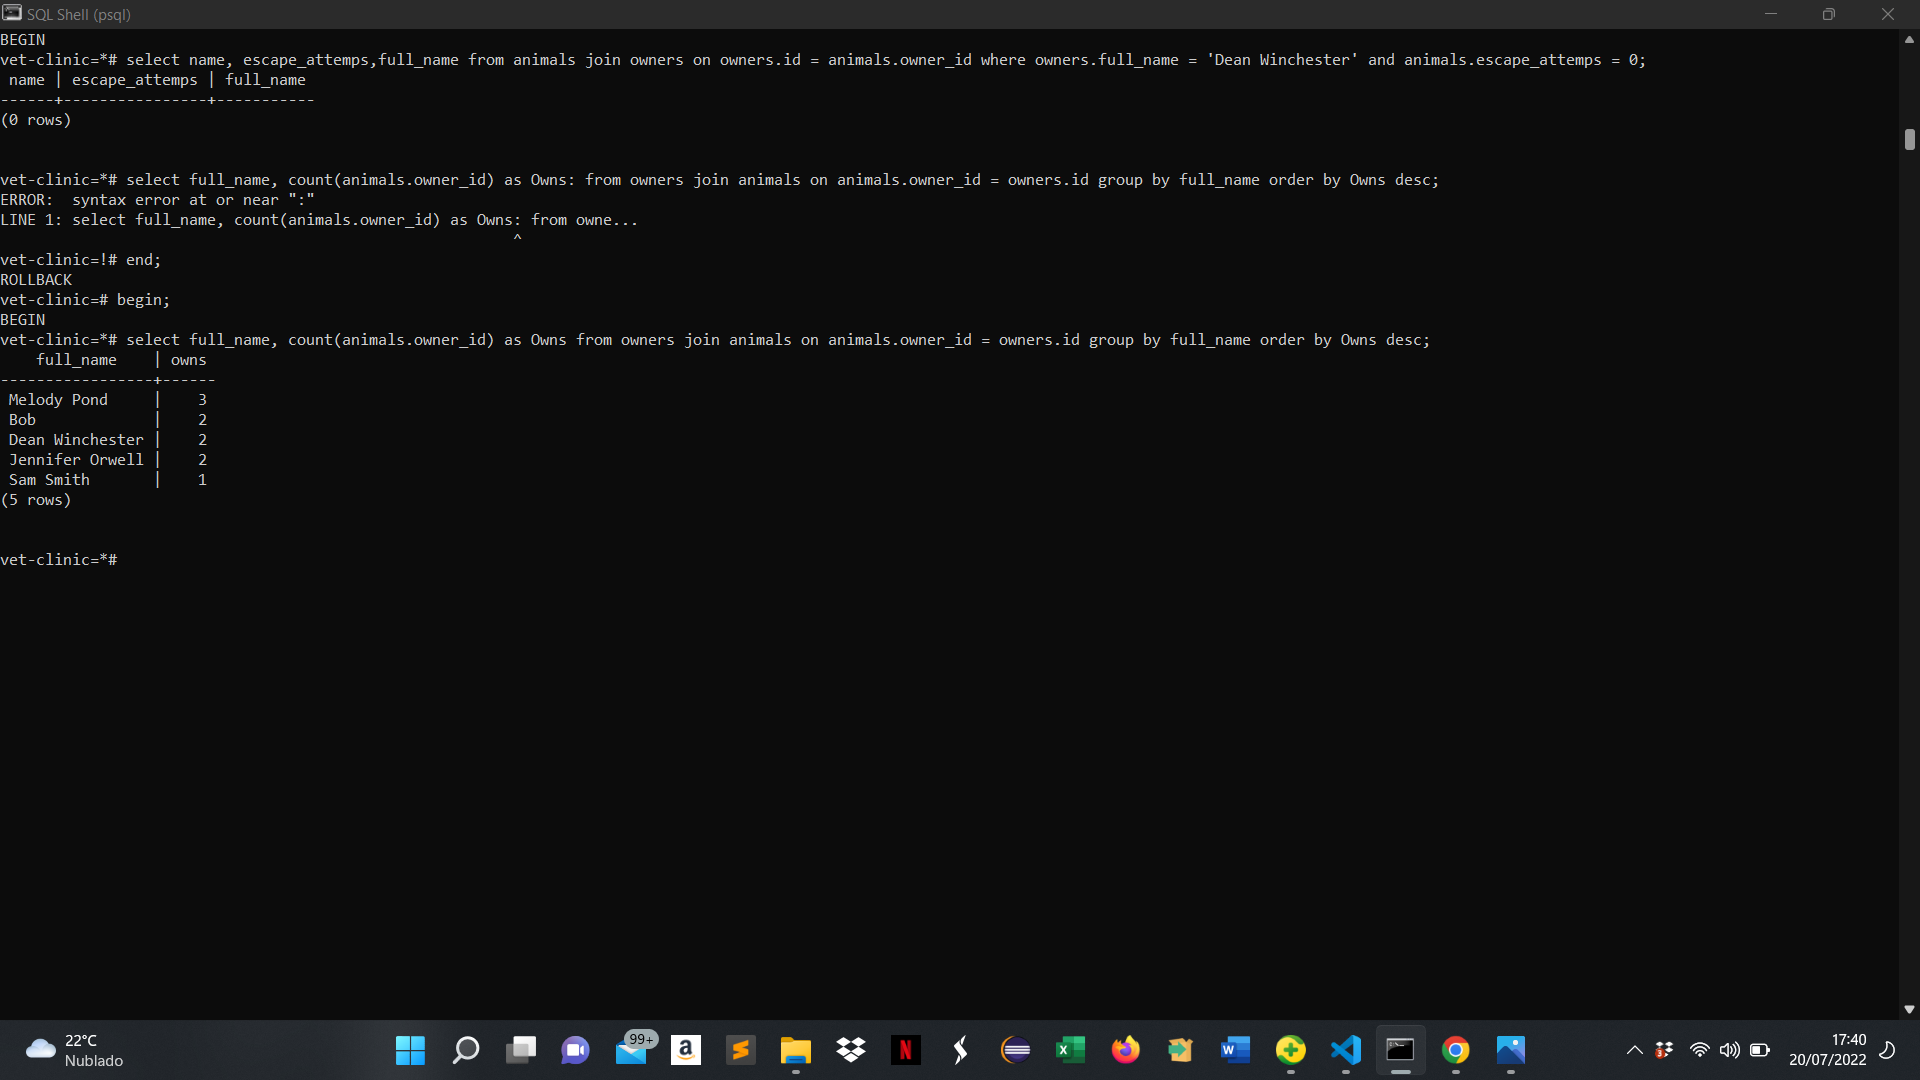 SQL Shell (psql)
BEGIN
vet-clinic=*# select name, escape_attemps,full_name from animals join owners on owners.id = animals.owner_id where owners.full_name = 'Dean Winchester' and animals.escape_attemps = 0;
 name | escape_attemps | full_name
------+----------------+-----------
(0 rows)
vet-clinic=*# select full_name, count(animals.owner_id) as Owns: from owners join animals on animals.owner_id = owners.id group by full_name order by Owns desc;
ERROR:  syntax error at or near ":"
LINE 1: select full_name, count(animals.owner_id) as Owns: from owne...
^
vet-clinic=!# end;
ROLLBACK
vet-clinic=# begin;
BEGIN
vet-clinic=*# select full_name, count(animals.owner_id) as Owns from owners join animals on animals.owner_id = owners.id group by full_name order by Owns desc;
    full_name    | owns
-----------------+------
 Melody Pond     |    3
 Bob             |    2
 Dean Winchester |    2
 Jennifer Orwell |    2
 Sam Smith       |    1
(5 rows)
vet-clinic=*#
22°C
Nublado
99+
17:40
20/07/2022